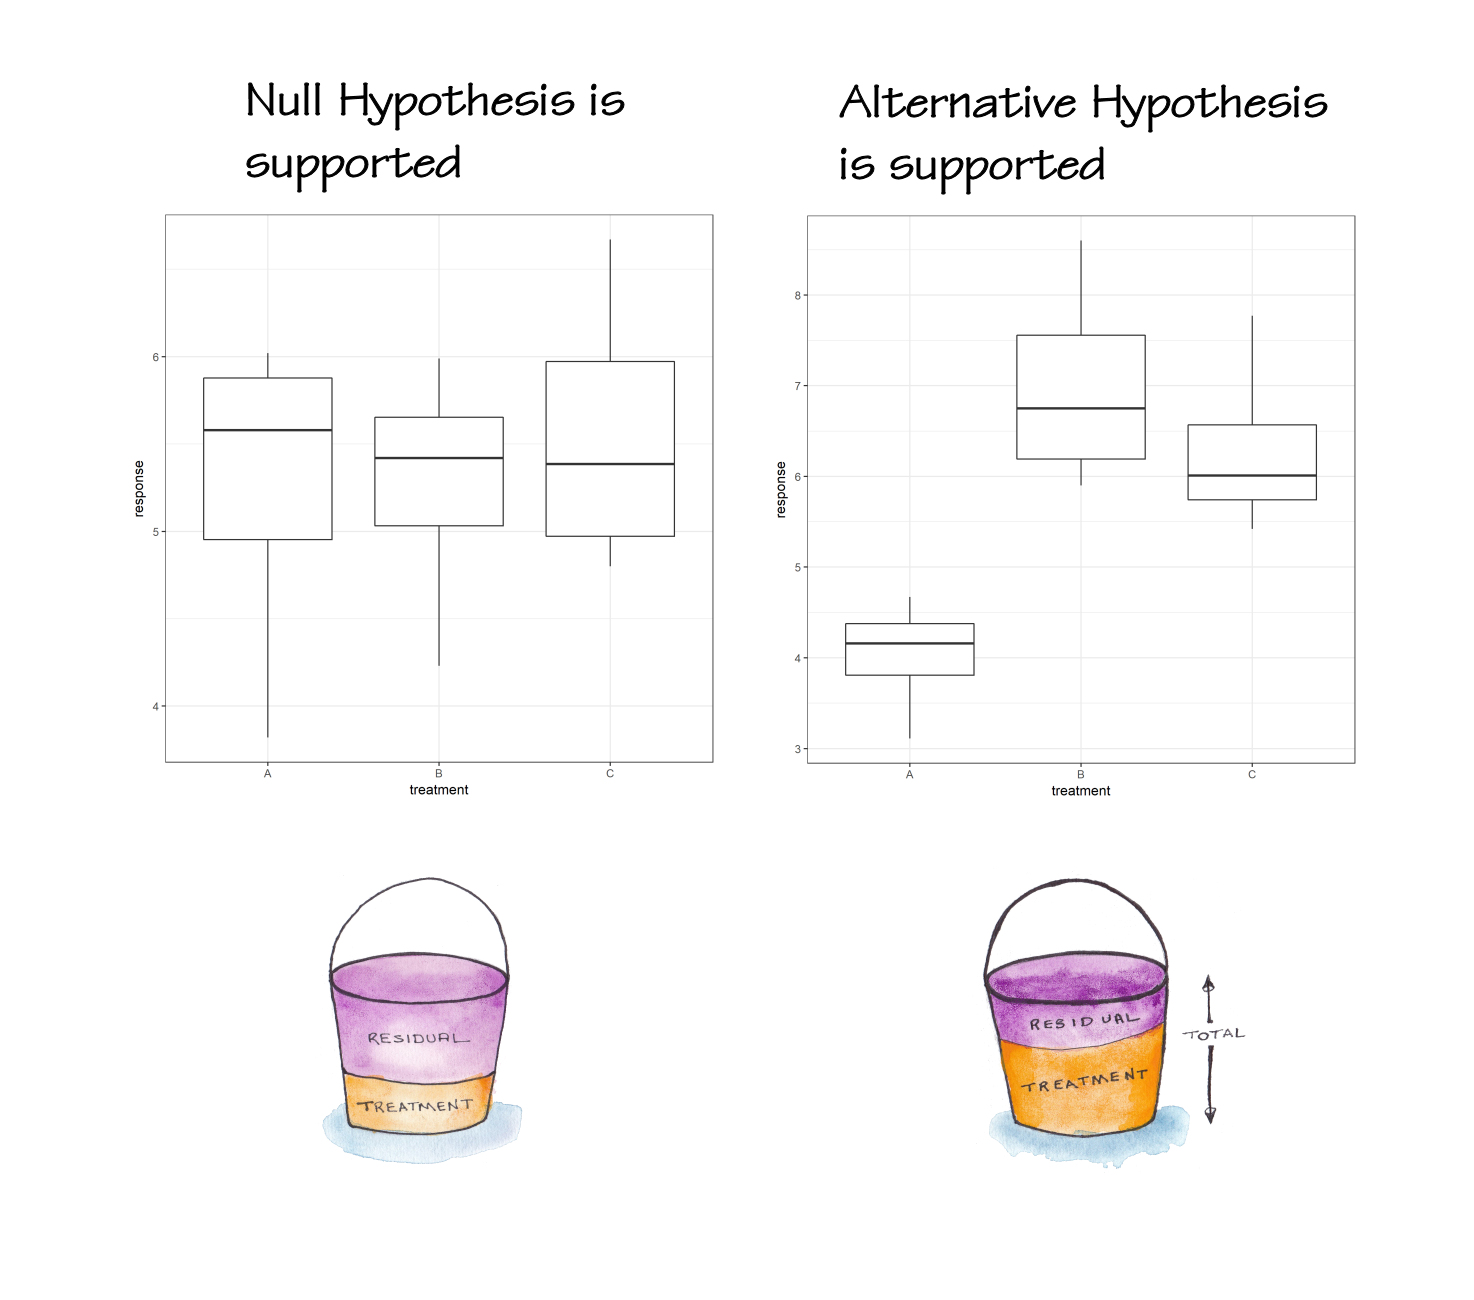 Null Hypothesis is
supported
Alternative Hypothesis
is supported
6
5
4
response
A
B
C
treatment
8
7
6
5
4
3
response
A
B
C
treatment
RESIDUAL
TREATMENT
RESIDUAL
TREATMENT
TOTAL